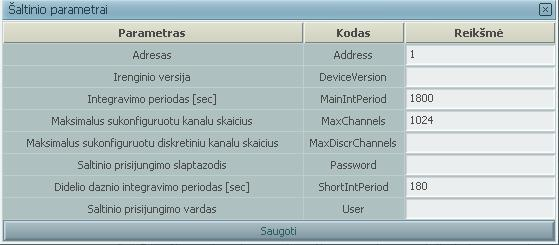 Šaltinio parametrai
Parametras Kodas Reikšmė
Adresas Address 1
Irenginio versija DeviceVersion
Integravimo periodas [sec] MainIntPeriod 1800
Maksimalus sukonfiguruotu kanalu skaicius MaxChannels 1024
Maksimalus sukonfiguruotu diskretiniu kanalu skaicius MaxDiscrChannels
Saltinio prisijungimo slaptazodis Password
Didelio daznio integravimo periodas [sec] ShortIntPeriod 180
Saltinio prisijungimo vardas User
Saugoti